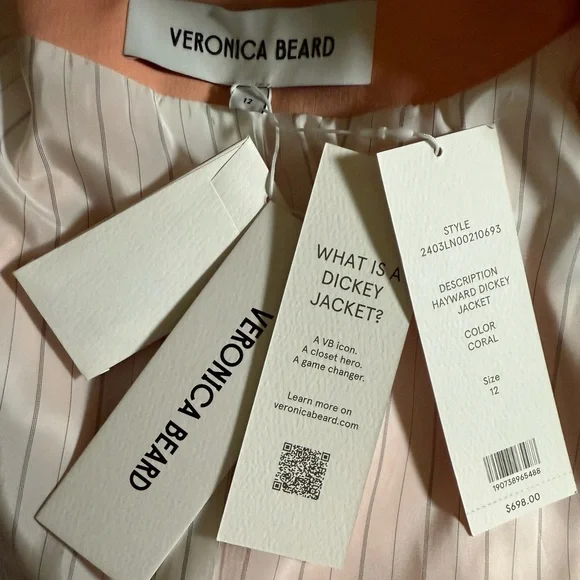 VERONICA BEARD
12
VERONICA BEARD
WHAT IS A
DICKEY
JACKET?
A VB icon.
A closet hero.
A game changer.
Learn more on
veronicabeard.com
STYLE
2403LN00210693
DESCRIPTION
HAYWARD DICKEY
JACKET
COLOR
CORAL
Size
12
190738965488
$698.00